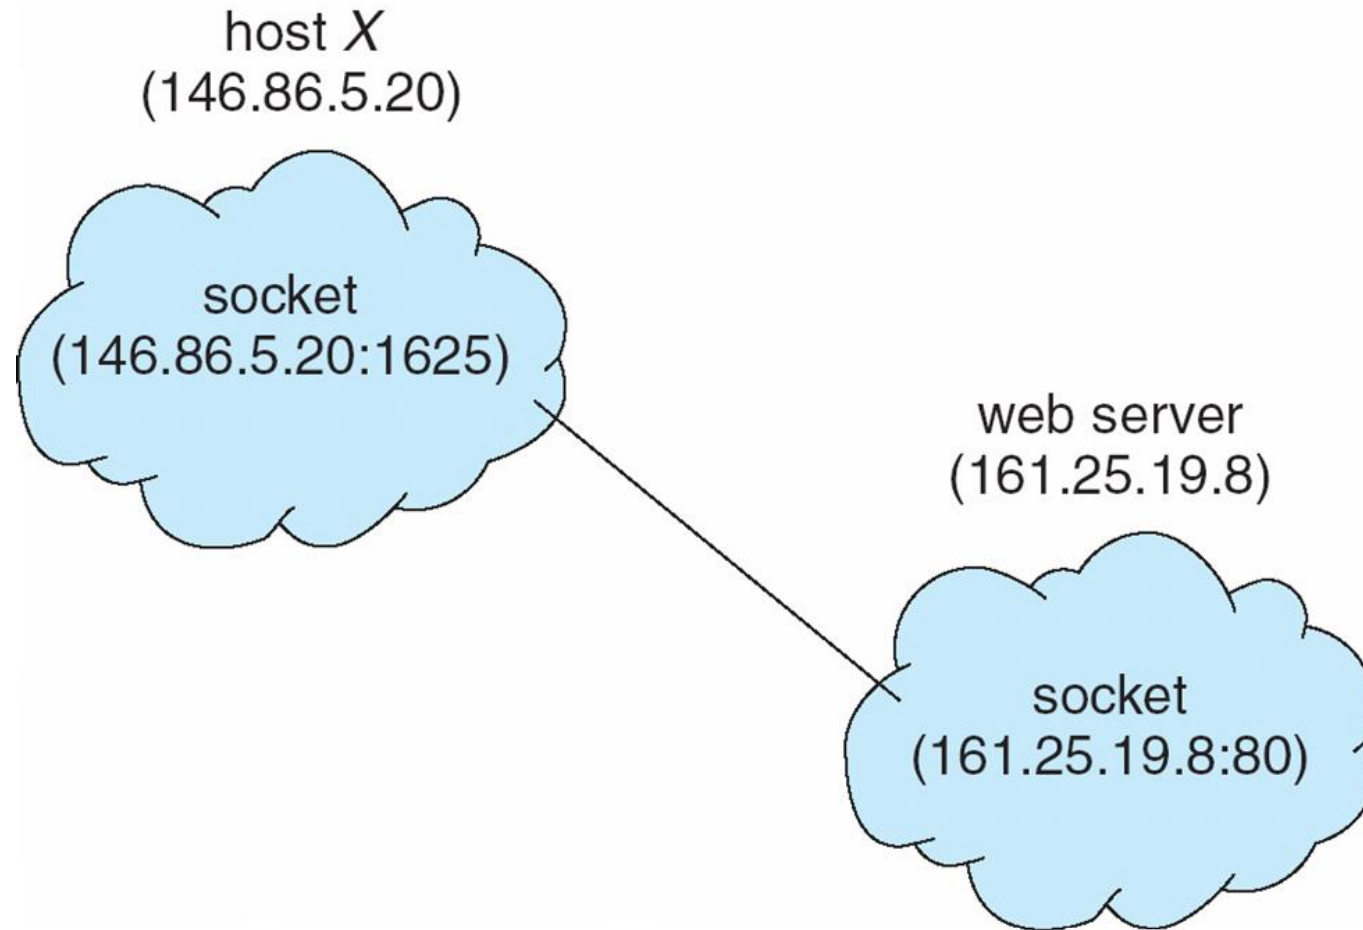 host X
(146.86.5.20)
socket
(146.86.5.20:1625)
web server
(161.25.19.8)
socket
(161.25.19.8:80)